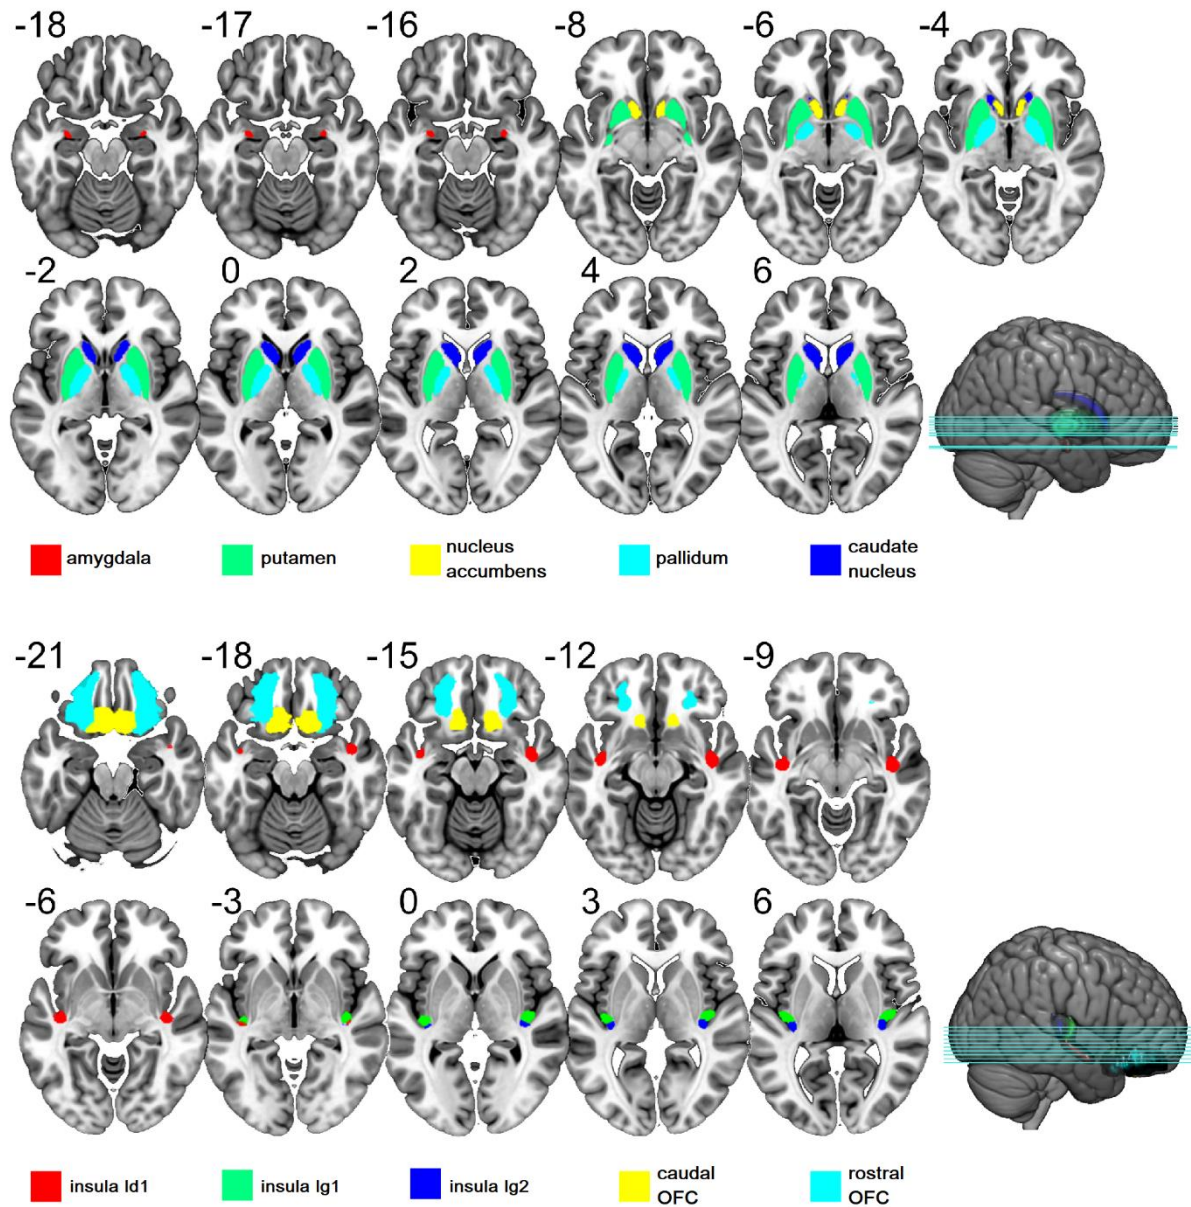 -18 -17 -16 -8 -6 -4
-2 0 2 4 6
amygdala putamen nucleus accumbens pallidum caudate nucleus
-21 -18 -15 -12 -9
-6 -3 0 3 6
insula Id1 insula Ig1 insula Ig2 caudal OFC rostral OFC